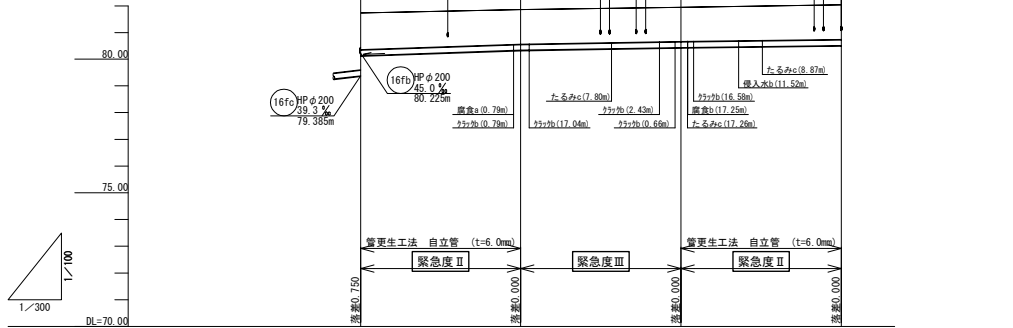 80.00
75.00
DL=70.00
1/100
1/300
16fc
HPφ200
39.3 ‰
79.385m
16fb
HPφ200
45.0 ‰
80.225m
腐食a(0.79m)
クラックb(0.79m)
たるみc(7.80m)
クラックb(17.04m)
クラックb(2.43m)
クラックb(0.66m)
たるみc(8.87m)
侵入水b(11.52m)
クラックb(16.58m)
腐食b(17.25m)
たるみc(17.26m)
管更生工法 自立管 (t=6.0mm)
管更生工法 自立管 (t=6.0mm)
緊急度Ⅱ
緊急度Ⅲ
緊急度Ⅱ
落差0.750
落差0.000
落差0.000
落差0.000